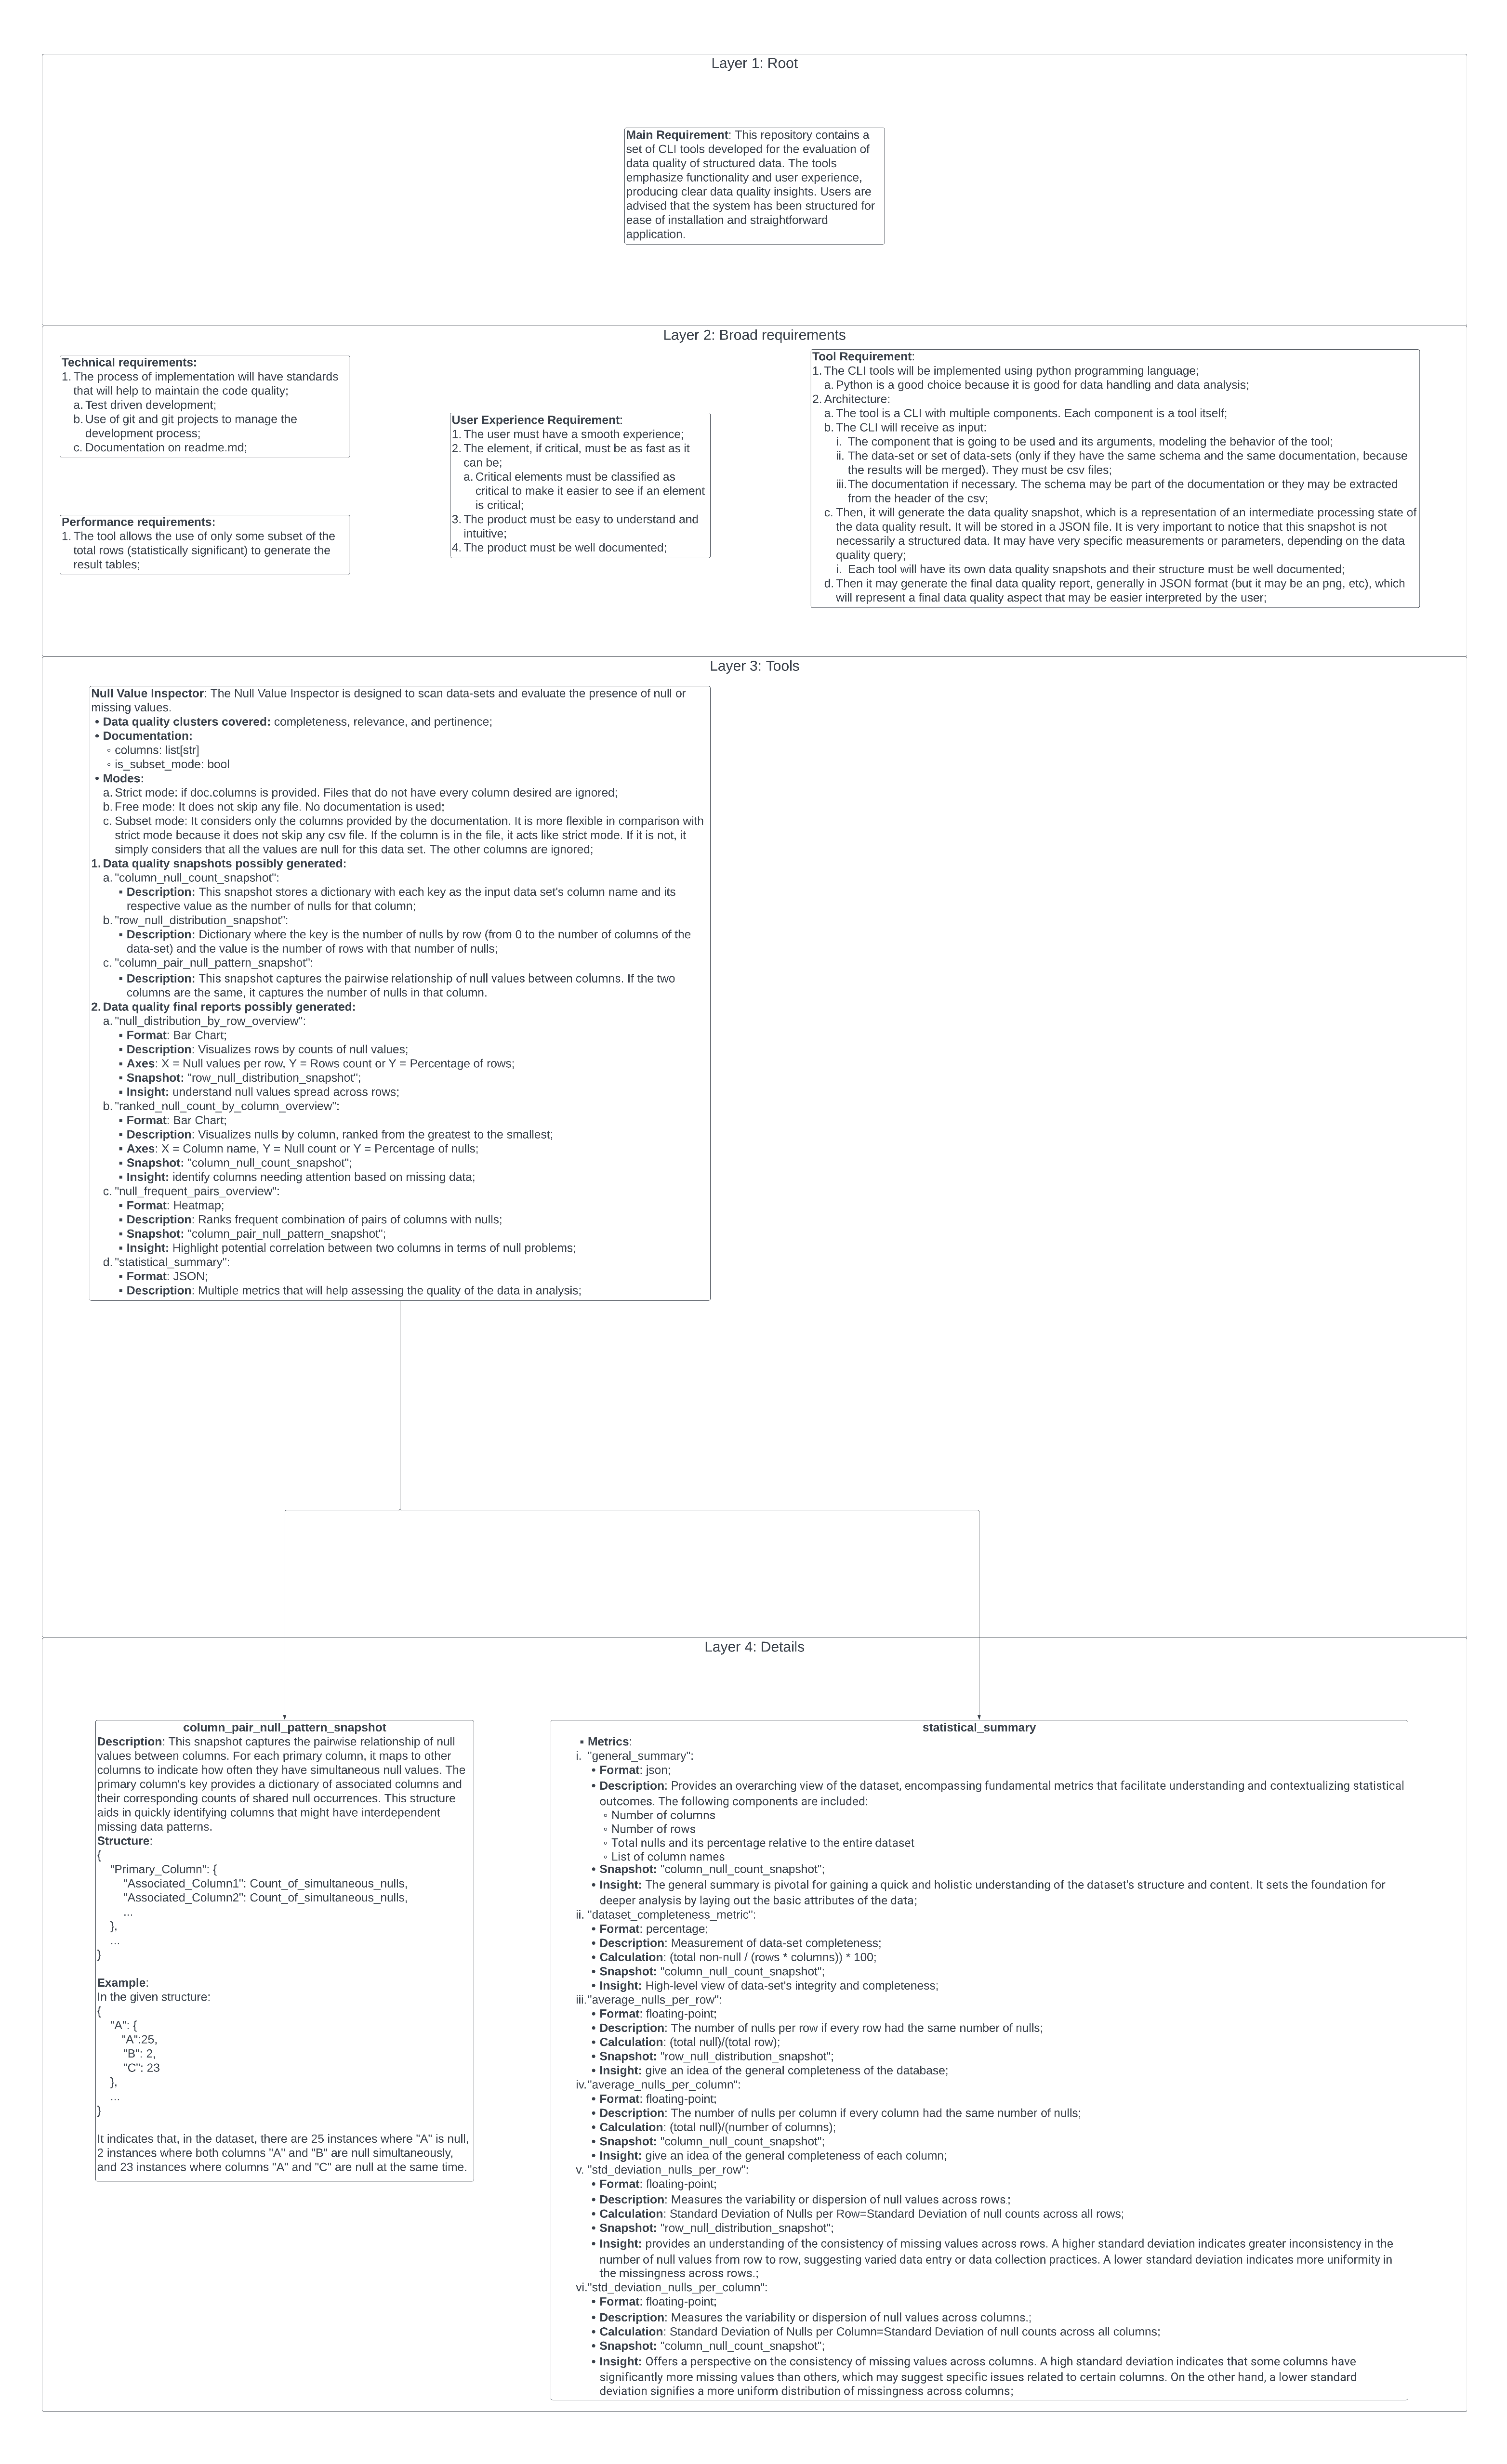 Layer 1: Root
Main Requirement: This repository contains a
set of CLI tools developed for the evaluation of
data quality of structured data. The tools
emphasize functionality and user experience,
producing clear data quality insights. Users are
advised that the system has been structured for
ease of installation and straightforward
application.
Layer 2: Broad requirements
Technical requirements:
1. The process of implementation will have standards
that will help to maintain the code quality;
a. Test driven development;
b. Use of git and git projects to manage the
development process;
c. Documentation on readme.md;
Performance requirements:
1. The tool allows the use of only some subset of the
total rows (statistically significant) to generate the
result tables;
User Experience Requirement:
1. The user must have a smooth experience;
2. The element, if critical, must be as fast as it
can be;
a. Critical elements must be classified as
critical to make it easier to see if an element
is critical;
3. The product must be easy to understand and
intuitive;
4. The product must be well documented;
Tool Requirement:
1. The CLI tools will be implemented using python programming language;
a. Python is a good choice because it is good for data handling and data analysis;
2. Architecture:
a. The tool is a CLI with multiple components. Each component is a tool itself;
b. The CLI will receive as input:
i. The component that is going to be used and its arguments, modeling the behavior of the tool;
ii. The data-set or set of data-sets (only if they have the same schema and the same documentation, because
the results will be merged). They must be csv files;
iii. The documentation if necessary. The schema may be part of the documentation or they may be extracted
from the header of the csv;
c. Then, it will generate the data quality snapshot, which is a representation of an intermediate processing state of
the data quality result. It will be stored in a JSON file. It is very important to notice that this snapshot is not
necessarily a structured data. It may have very specific measurements or parameters, depending on the data
quality query;
i. Each tool will have its own data quality snapshots and their structure must be well documented;
d. Then it may generate the final data quality report, generally in JSON format (but it may be an png, etc), which
will represent a final data quality aspect that may be easier interpreted by the user;
Layer 3: Tools
Null Value Inspector: The Null Value Inspector is designed to scan data-sets and evaluate the presence of null or
missing values.
• Data quality clusters covered: completeness, relevance, and pertinence;
• Documentation:
◦ columns: list[str]
◦ is_subset_mode: bool
• Modes:
a. Strict mode: if doc.columns is provided. Files that do not have every column desired are ignored;
b. Free mode: It does not skip any file. No documentation is used;
c. Subset mode: It considers only the columns provided by the documentation. It is more flexible in comparison with
strict mode because it does not skip any csv file. If the column is in the file, it acts like strict mode. If it is not, it
simply considers that all the values are null for this data set. The other columns are ignored;
1. Data quality snapshots possibly generated:
a. "column_null_count_snapshot":
▪ Description: This snapshot stores a dictionary with each key as the input data set's column name and its
respective value as the number of nulls for that column;
b. "row_null_distribution_snapshot":
▪ Description: Dictionary where the key is the number of nulls by row (from 0 to the number of columns of the
data-set) and the value is the number of rows with that number of nulls;
c. "column_pair_null_pattern_snapshot":
▪ Description: This snapshot captures the pairwise relationship of null values between columns. If the two
columns are the same, it captures the number of nulls in that column.
2. Data quality final reports possibly generated:
a. "null_distribution_by_row_overview":
▪ Format: Bar Chart;
▪ Description: Visualizes rows by counts of null values;
▪ Axes: X = Null values per row, Y = Rows count or Y = Percentage of rows;
▪ Snapshot: "row_null_distribution_snapshot";
▪ Insight: understand null values spread across rows;
b. "ranked_null_count_by_column_overview":
▪ Format: Bar Chart;
▪ Description: Visualizes nulls by column, ranked from the greatest to the smallest;
▪ Axes: X = Column name, Y = Null count or Y = Percentage of nulls;
▪ Snapshot: "column_null_count_snapshot";
▪ Insight: identify columns needing attention based on missing data;
c. "null_frequent_pairs_overview":
▪ Format: Heatmap;
▪ Description: Ranks frequent combination of pairs of columns with nulls;
▪ Snapshot: "column_pair_null_pattern_snapshot";
▪ Insight: Highlight potential correlation between two columns in terms of null problems;
d. "statistical_summary":
▪ Format: JSON;
▪ Description: Multiple metrics that will help assessing the quality of the data in analysis;
Layer 4: Details
column_pair_null_pattern_snapshot
Description: This snapshot captures the pairwise relationship of null
values between columns. For each primary column, it maps to other
columns to indicate how often they have simultaneous null values. The
primary column's key provides a dictionary of associated columns and
their corresponding counts of shared null occurrences. This structure
aids in quickly identifying columns that might have interdependent
missing data patterns.
Structure:
{
"Primary_Column": {
"Associated_Column1": Count_of_simultaneous_nulls,
"Associated_Column2": Count_of_simultaneous_nulls,
...
},
...
}
Example:
In the given structure:
{
"A": {
"A":25,
"B": 2,
"C": 23
},
...
}
It indicates that, in the dataset, there are 25 instances where "A" is null,
2 instances where both columns "A" and "B" are null simultaneously,
and 23 instances where columns "A" and "C" are null at the same time.
statistical_summary
▪ Metrics:
i. "general_summary":
• Format: json;
• Description: Provides an overarching view of the dataset, encompassing fundamental metrics that facilitate understanding and contextualizing statistical
outcomes. The following components are included:
◦ Number of columns
◦ Number of rows
◦ Total nulls and its percentage relative to the entire dataset
◦ List of column names
• Snapshot: "column_null_count_snapshot";
• Insight: The general summary is pivotal for gaining a quick and holistic understanding of the dataset's structure and content. It sets the foundation for
deeper analysis by laying out the basic attributes of the data;
ii. "dataset_completeness_metric":
• Format: percentage;
• Description: Measurement of data-set completeness;
• Calculation: (total non-null / (rows * columns)) * 100;
• Snapshot: "column_null_count_snapshot";
• Insight: High-level view of data-set's integrity and completeness;
iii. "average_nulls_per_row":
• Format: floating-point;
• Description: The number of nulls per row if every row had the same number of nulls;
• Calculation: (total null)/(total row);
• Snapshot: "row_null_distribution_snapshot";
• Insight: give an idea of the general completeness of the database;
iv. "average_nulls_per_column":
• Format: floating-point;
• Description: The number of nulls per column if every column had the same number of nulls;
• Calculation: (total null)/(number of columns);
• Snapshot: "column_null_count_snapshot";
• Insight: give an idea of the general completeness of each column;
v. "std_deviation_nulls_per_row":
• Format: floating-point;
• Description: Measures the variability or dispersion of null values across rows.;
• Calculation: Standard Deviation of Nulls per Row=Standard Deviation of null counts across all rows;
• Snapshot: "row_null_distribution_snapshot";
• Insight: provides an understanding of the consistency of missing values across rows. A higher standard deviation indicates greater inconsistency in the
number of null values from row to row, suggesting varied data entry or data collection practices. A lower standard deviation indicates more uniformity in
the missingness across rows.;
vi. "std_deviation_nulls_per_column":
• Format: floating-point;
• Description: Measures the variability or dispersion of null values across columns.;
• Calculation: Standard Deviation of Nulls per Column=Standard Deviation of null counts across all columns;
• Snapshot: "column_null_count_snapshot";
• Insight: Offers a perspective on the consistency of missing values across columns. A high standard deviation indicates that some columns have
significantly more missing values than others, which may suggest specific issues related to certain columns. On the other hand, a lower standard
deviation signifies a more uniform distribution of missingness across columns;